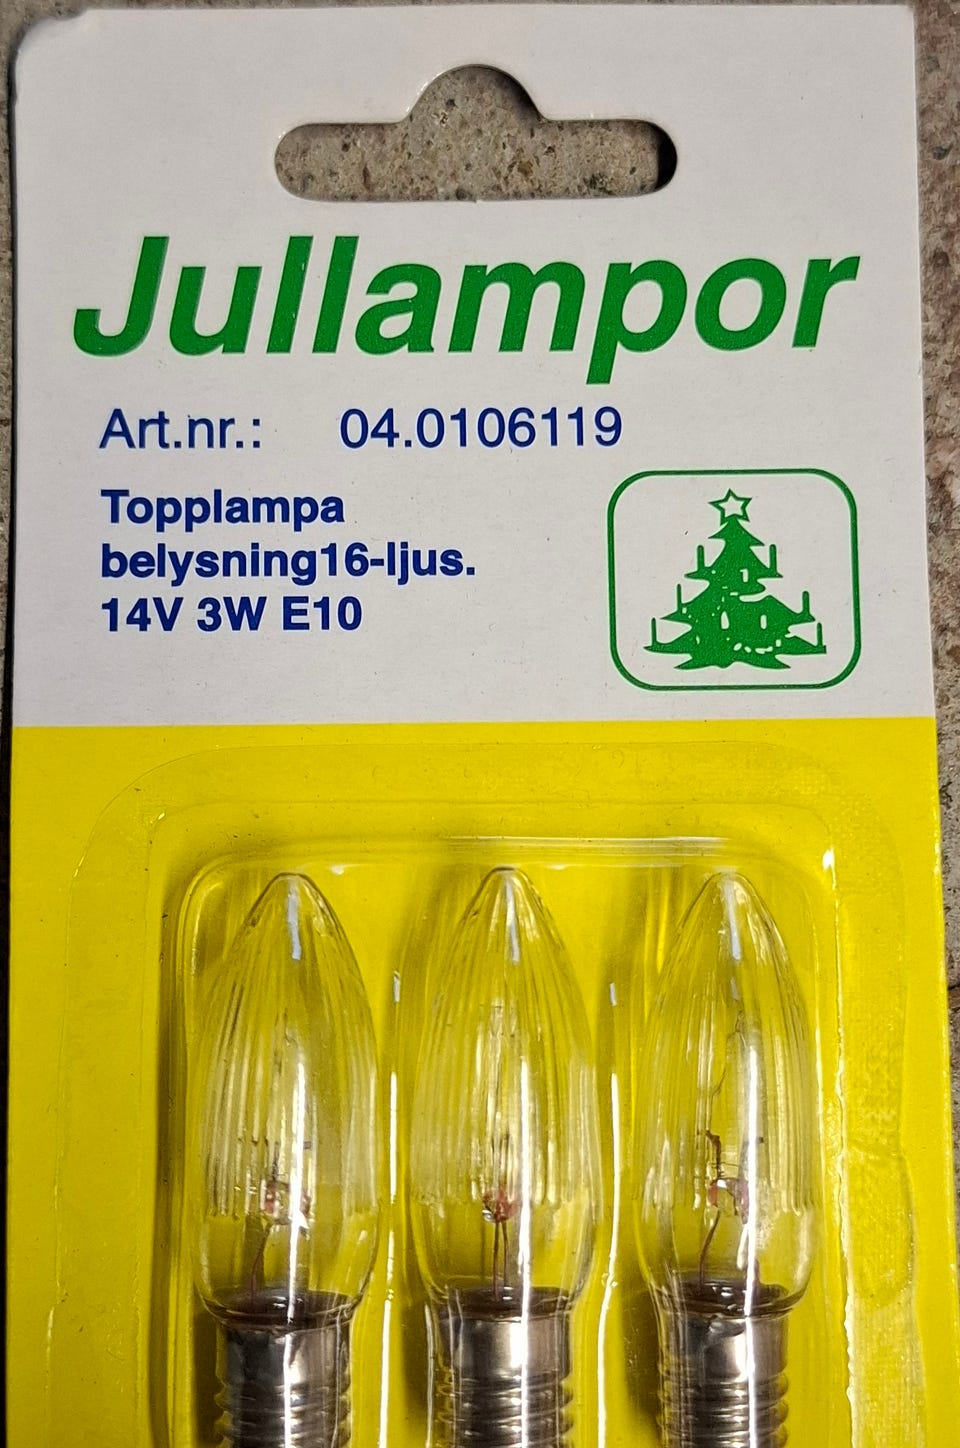 Jullampor
Art.nr.: 04.0106119
Topplampa
belysning16-ljus.
14V 3W E10